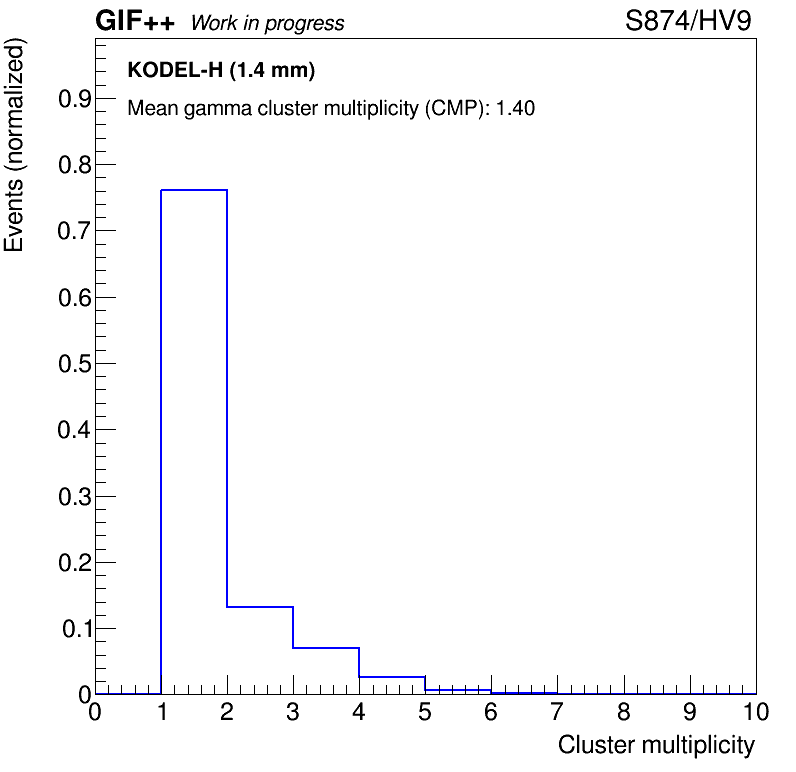 GIF++ Work in progress S874/HV9
KODEL-H (1.4 mm)
Mean gamma cluster multiplicity (CMP): 1.40
Events (normalized)
0.9
0.8
0.7
0.6
0.5
0.4
0.3
0.2
0.1
0
0 1 2 3 4 5 6 7 8 9 10
Cluster multiplicity